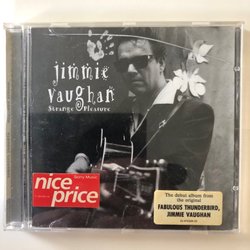 jimmie
vaughan
Strange Pleasure
Sony Music
nice
price
The debut album from
the original
FABULOUS THUNDERBIRD,
JIMMIE VAUGHAN